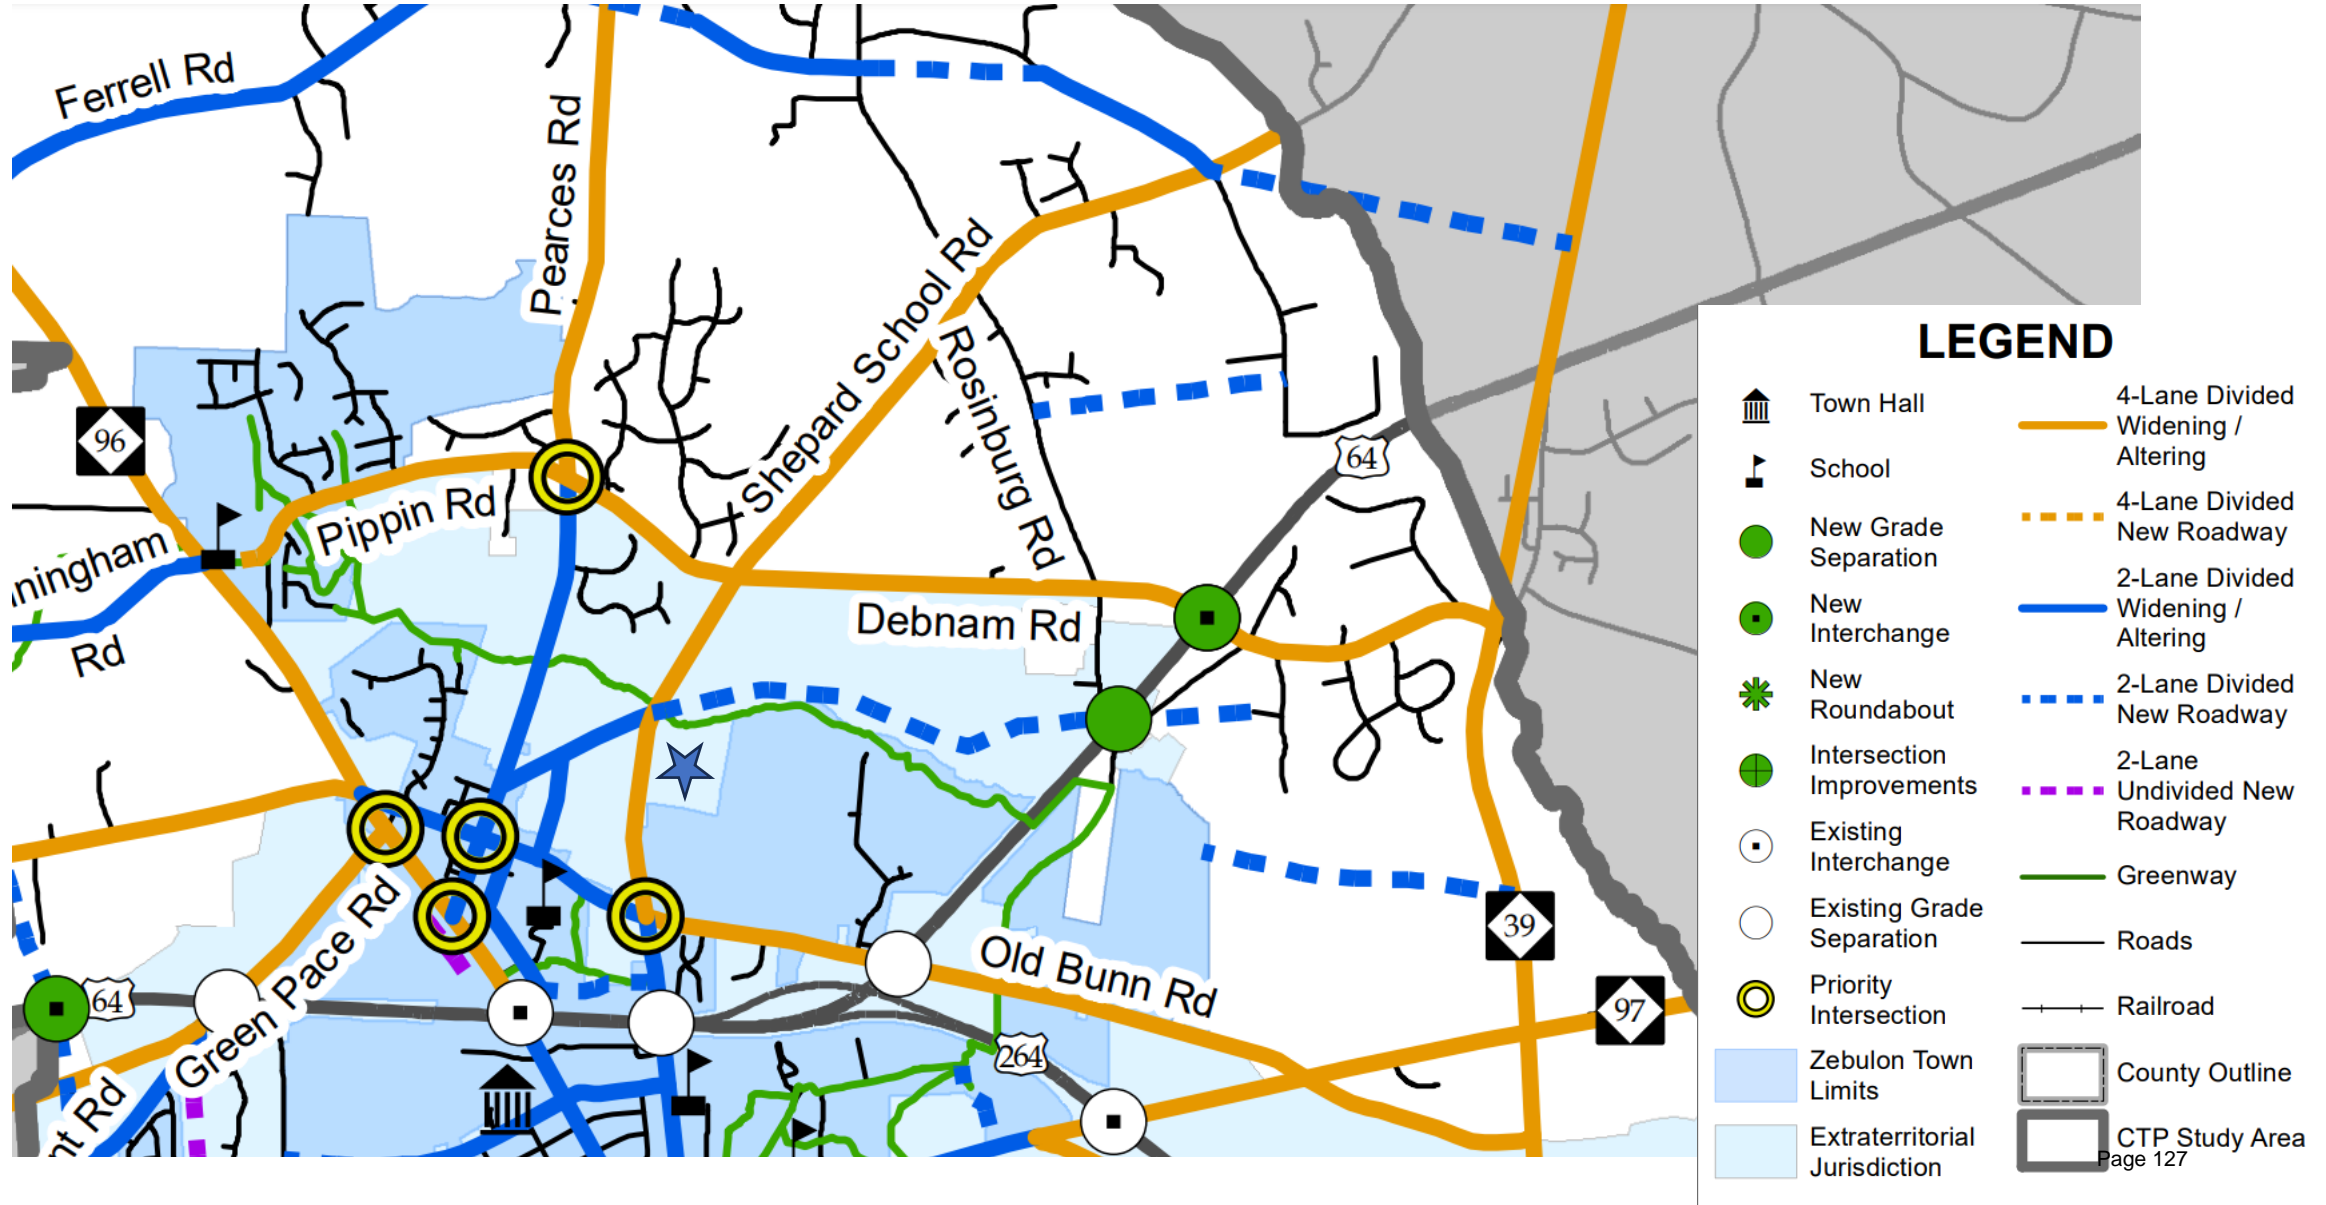 Ferrell Rd
Pearces Rd
Shepard School Rd
Rosinburg Rd
96
64
Pippin Rd
ningham
Rd
Debnam Rd
Green Pace Rd
64
nt Rd
Old Bunn Rd
264
39
97
LEGEND
Town Hall
School
New Grade
Separation
New
Interchange
New
Roundabout
Intersection
Improvements
Existing
Interchange
Existing Grade
Separation
Priority
Intersection
Zebulon Town
Limits
Extraterritorial
Jurisdiction
4-Lane Divided
Widening /
Altering
4-Lane Divided
New Roadway
2-Lane Divided
Widening /
Altering
2-Lane Divided
New Roadway
2-Lane
Undivided New
Roadway
Greenway
Roads
Railroad
County Outline
CTP Study Area
Page 127